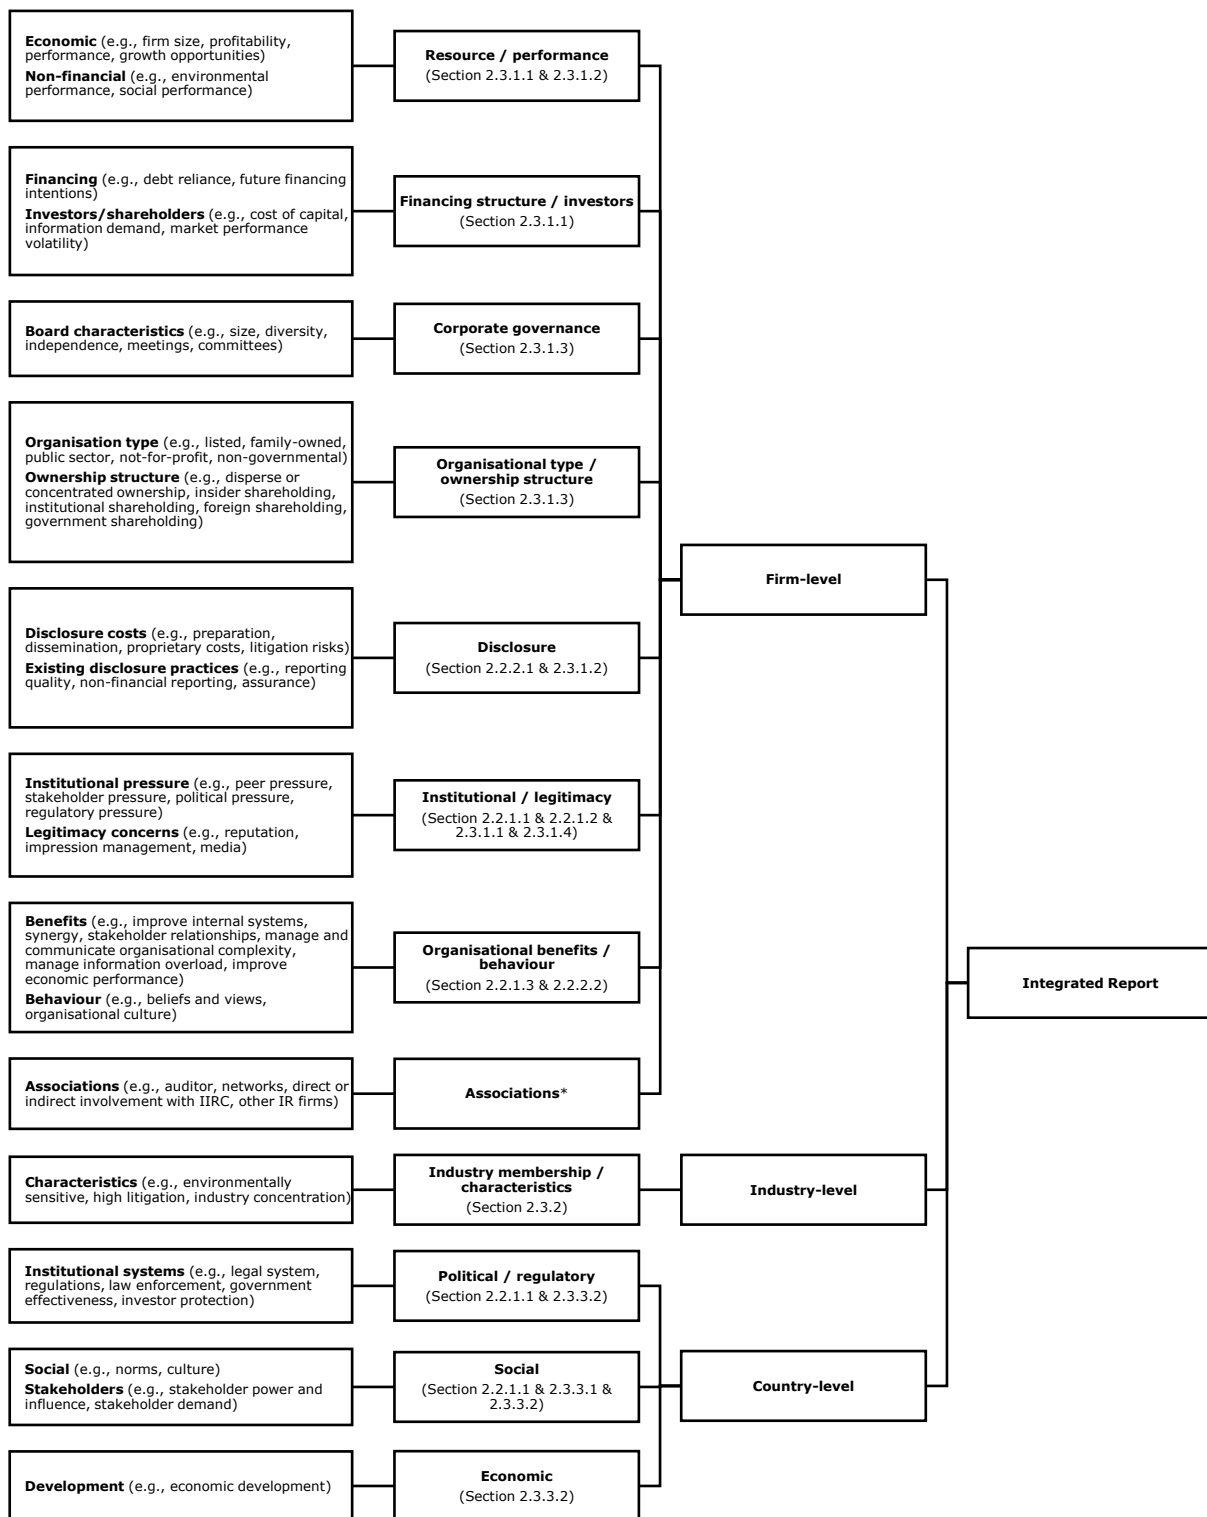 Economic (e.g., firm size, profitability,
performance, growth opportunities)
Non-financial (e.g., environmental
performance, social performance)
Resource / performance
(Section 2.3.1.1 & 2.3.1.2)
Financing (e.g., debt reliance, future financing
intentions)
Investors/shareholders (e.g., cost of capital,
information demand, market performance
volatility)
Financing structure / investors
(Section 2.3.1.1)
Board characteristics (e.g., size, diversity,
independence, meetings, committees)
Corporate governance
(Section 2.3.1.3)
Organisation type (e.g., listed, family-owned,
public sector, not-for-profit, non-governmental)
Ownership structure (e.g., disperse or
concentrated ownership, insider shareholding,
institutional shareholding, foreign shareholding,
government shareholding)
Organisational type /
ownership structure
(Section 2.3.1.3)
Firm-level
Disclosure costs (e.g., preparation,
dissemination, proprietary costs, litigation risks)
Existing disclosure practices (e.g., reporting
quality, non-financial reporting, assurance)
Disclosure
(Section 2.2.2.1 & 2.3.1.2)
Institutional pressure (e.g., peer pressure,
stakeholder pressure, political pressure,
regulatory pressure)
Legitimacy concerns (e.g., reputation,
impression management, media)
Institutional / legitimacy
(Section 2.2.1.1 & 2.2.1.2 &
2.3.1.1 & 2.3.1.4)
Benefits (e.g., improve internal systems,
synergy, stakeholder relationships, manage and
communicate organisational complexity,
manage information overload, improve
economic performance)
Behaviour (e.g., beliefs and views,
organisational culture)
Organisational benefits /
behaviour
(Section 2.2.1.3 & 2.2.2.2)
Integrated Report
Associations (e.g., auditor, networks, direct or
indirect involvement with IIRC, other IR firms)
Associations*
Characteristics (e.g., environmentally
sensitive, high litigation, industry concentration)
Industry membership /
characteristics
(Section 2.3.2)
Industry-level
Institutional systems (e.g., legal system,
regulations, law enforcement, government
effectiveness, investor protection)
Political / regulatory
(Section 2.2.1.1 & 2.3.3.2)
Social (e.g., norms, culture)
Stakeholders (e.g., stakeholder power and
influence, stakeholder demand)
Social
(Section 2.2.1.1 & 2.3.3.1 &
2.3.3.2)
Country-level
Development (e.g., economic development)
Economic
(Section 2.3.3.2)